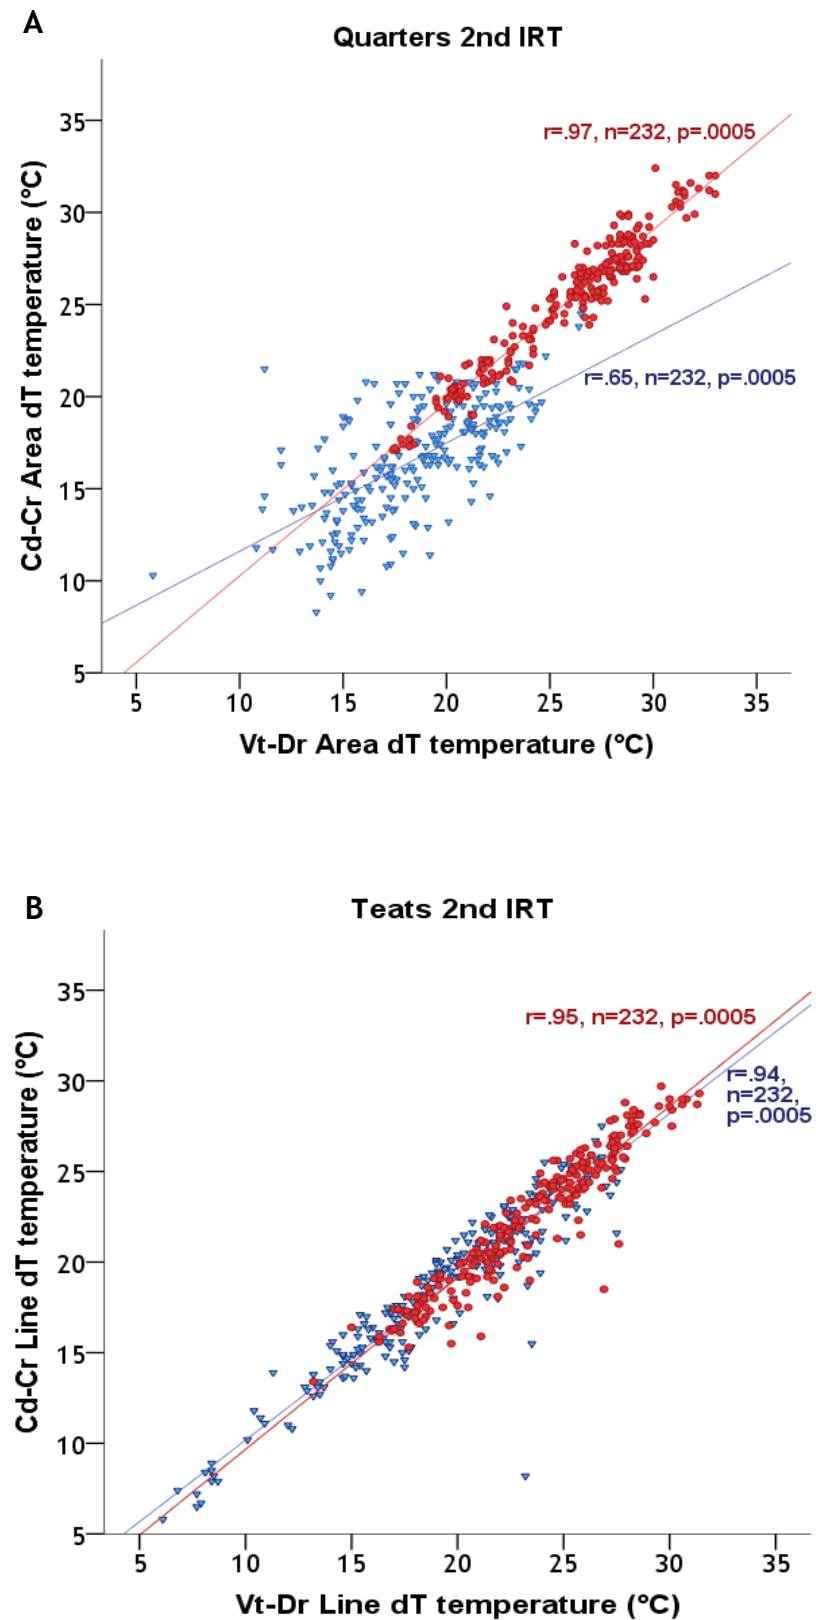 A
Quarters 2nd IRT
Cd-Cr Area dT temperature (°C)
35
30
25
20
15
10
5
r=.97, n=232, p=.0005
r=.65, n=232, p=.0005
5 10 15 20 25 30 35
Vt-Dr Area dT temperature (°C)
B
Teats 2nd IRT
Cd-Cr Line dT temperature (°C)
35
30
25
20
15
10
5
r=.95, n=232, p=.0005
r=.94,
n=232,
p=.0005
5 10 15 20 25 30 35
Vt-Dr Line dT temperature (°C)